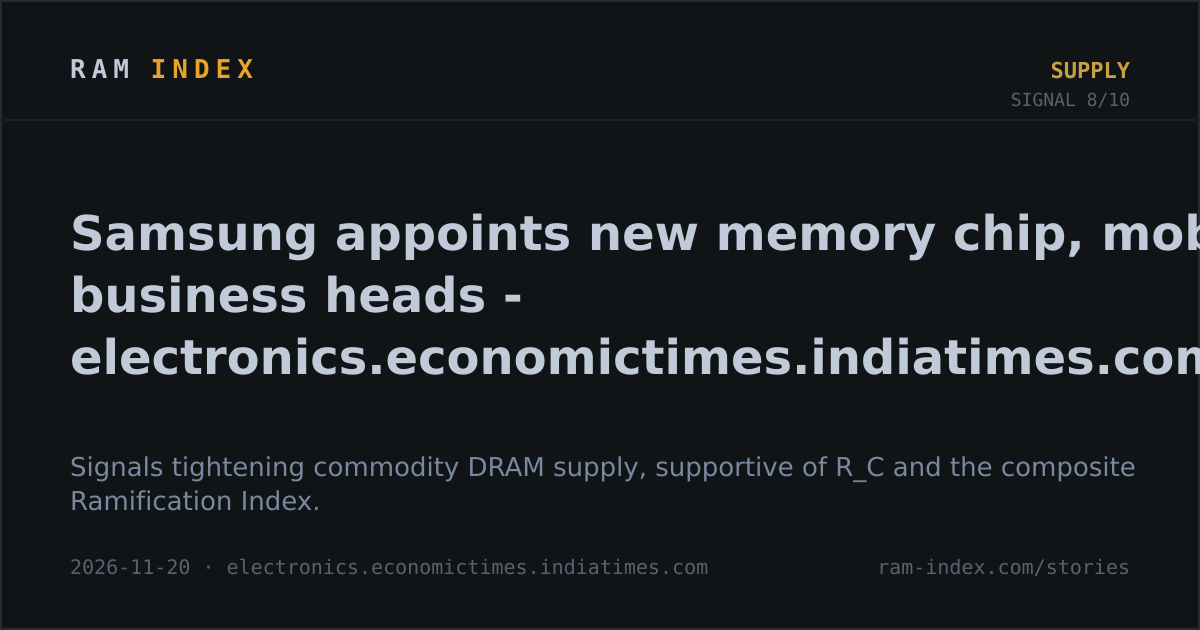 RAM INDEX
SUPPLY
SIGNAL 8/10
Samsung appoints new memory chip,
business heads -
electronics.economictimes.indiatimes.com
Signals tightening commodity DRAM supply, supportive of R_C and the composite
Ramification Index.
2026-11-20 · electronics.economictimes.indiatimes.com
ram-index.com/stories